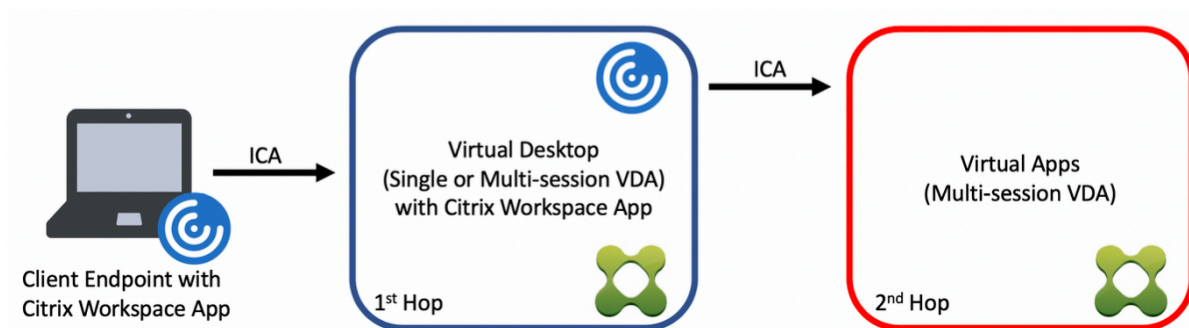 ICA
Client Endpoint with
Citrix Workspace App
Virtual Desktop
(Single or Multi-session VDA)
with Citrix Workspace App
1st Hop
ICA
Virtual Apps
(Multi-session VDA)
2nd Hop